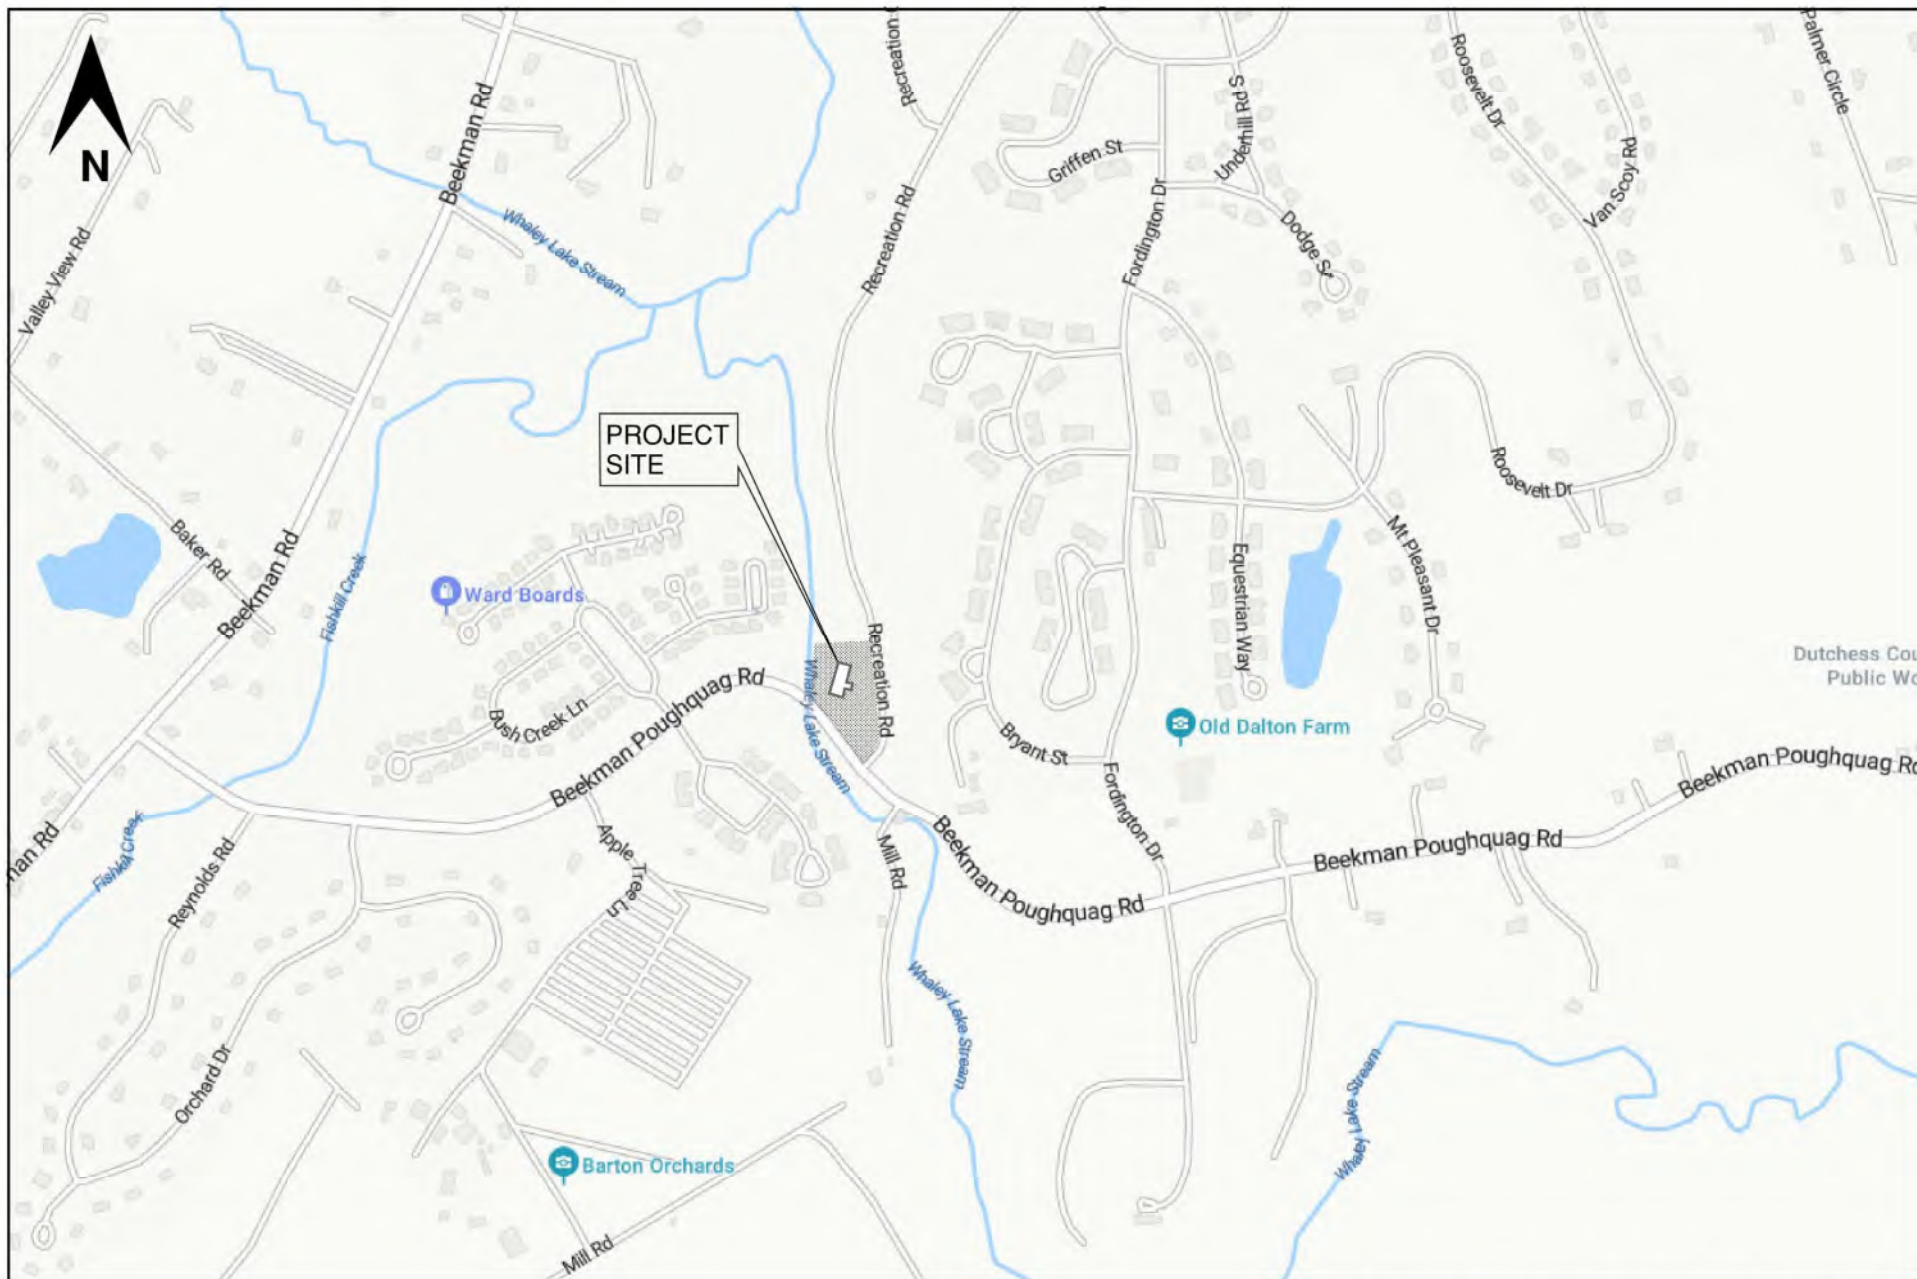 Recreation
Palmer Circle
Roosevelt Dr
Beekman Rd
Underhill Rd S
Van Scoy Rd
Griffen St
N
Recreation Rd
Fordington Dr
Whaley Lake Stream
Dodge St
Valley View Rd
PROJECT
SITE
Roosevelt Dr
Baker Rd
Beekman Rd
Mt Pleasant Dr
Fishkill Creek
Ward Boards
Equestrian Way
Recreation Rd
Dutchess Cou
Public Wo
Whaley Lake Stream
Beekman Poughquag Rd
Bush Creek Ln
Old Dalton Farm
Bryant St
Beekman Poughquag Rd
Fordington Dr
man Rd
Fishkill Creek
Apple Tree Ln
Mill Rd
Beekman Poughquag Rd
Beekman Poughquag Rd
Reynolds Rd
Whaley Lake Stream
Orchard Dr
Whaley Lake Stream
Barton Orchards
Mill Rd